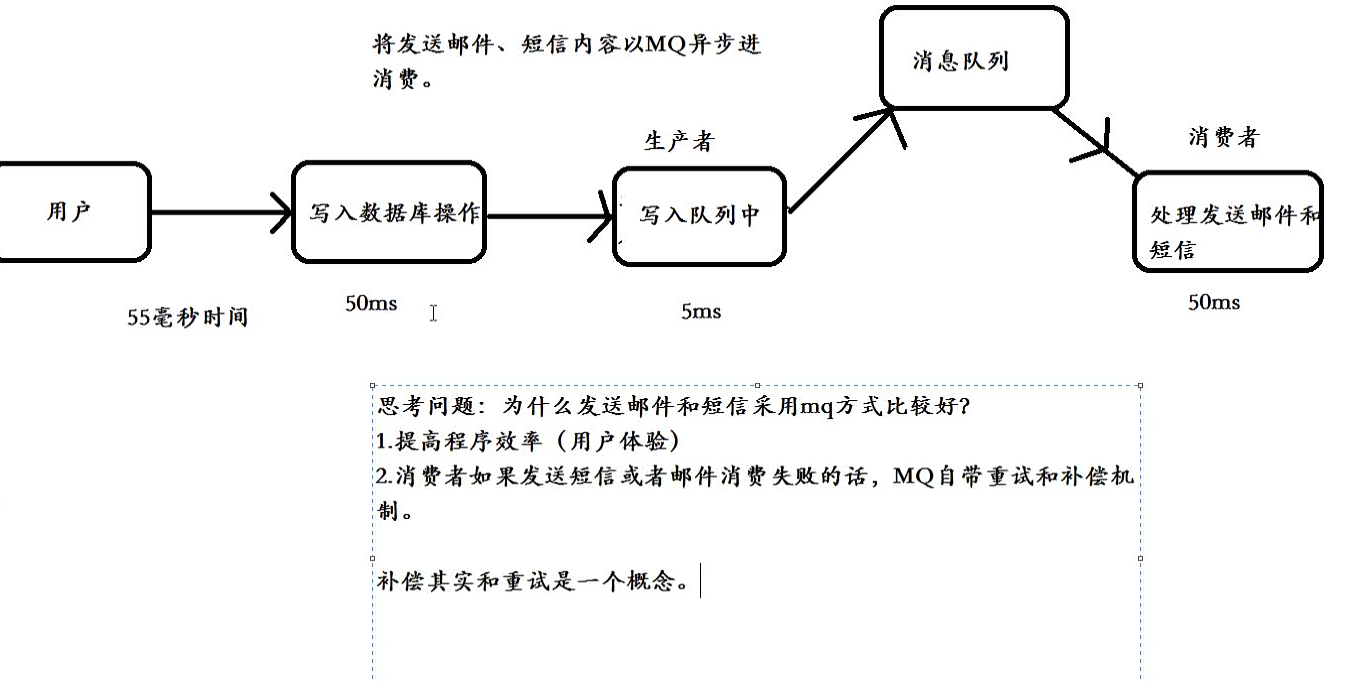 将发送邮件、短信内容以MQ异步进
消费。
消息队列
生产者
消费者
用户
写入数据库操作
写入队列中
处理发送邮件和
短信
55毫秒时间
50ms
5ms
50ms
思考问题：为什么发送邮件和短信采用mq方式比较好?
1.提高程序效率（用户体验）
2.消费者如果发送短信或者邮件消费失败的话，MQ自带重试和补偿机
制。
补偿其实和重试是一个概念。